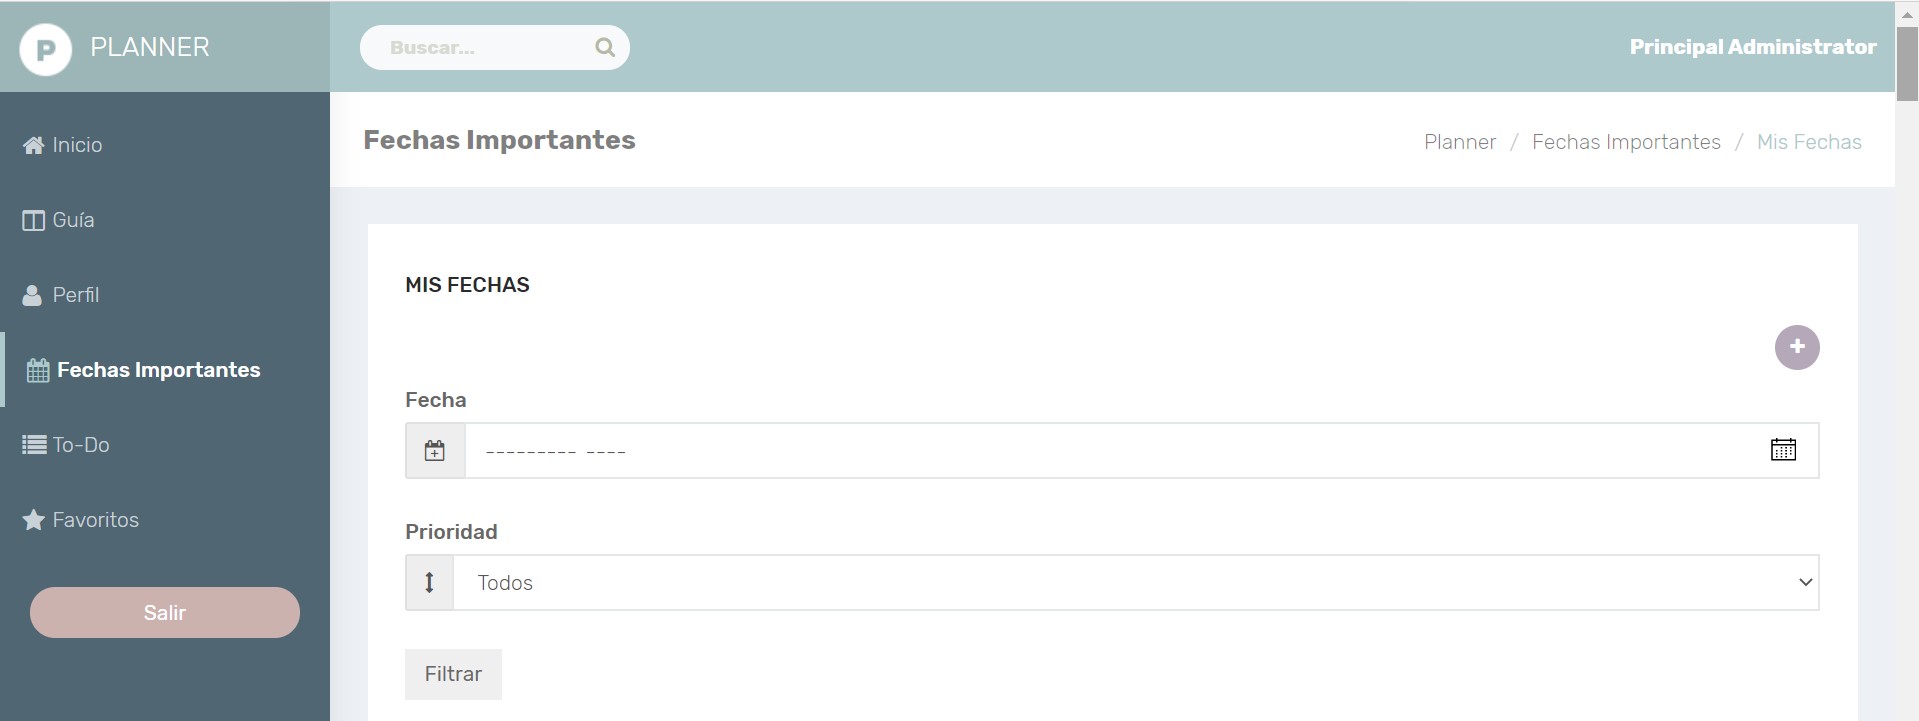 P PLANNER
Buscar...
Principal Administrator
Inicio
Guía
Perfil
Fechas Importantes
To-Do
Favoritos
Salir
Fechas Importantes
Planner / Fechas Importantes / Mis Fechas
MIS FECHAS
+
Fecha
--------- ----
Prioridad
Todos
Filtrar